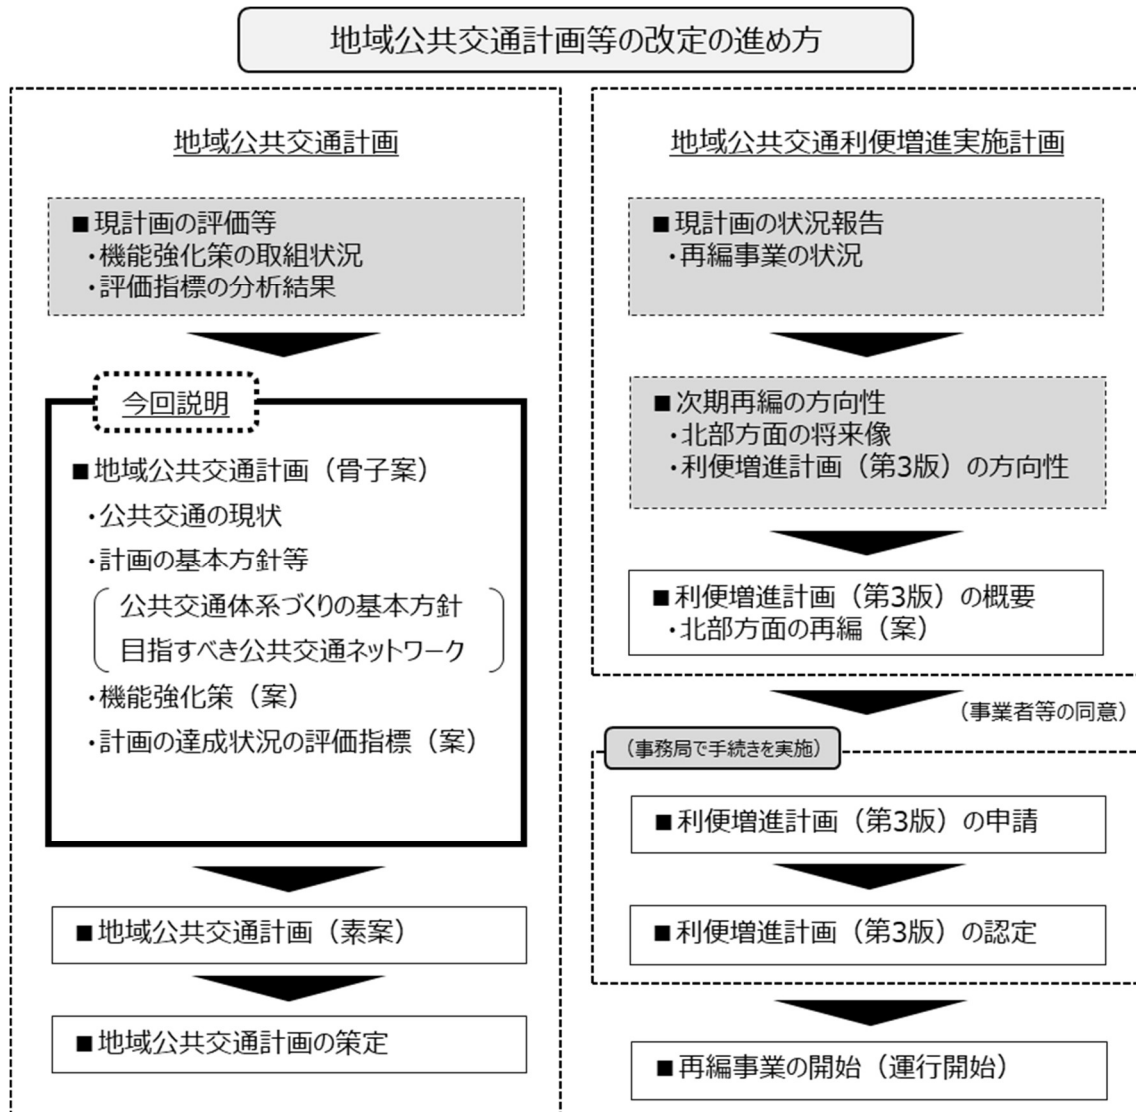 地域公共交通計画等の改定の進め方
地域公共交通計画
■現計画の評価等
・機能強化策の取組状況
・評価指標の分析結果
今回説明
■地域公共交通計画（骨子案）
・公共交通の現状
・計画の基本方針等
公共交通体系づくりの基本方針
目指すべき公共交通ネットワーク
・機能強化策（案）
・計画の達成状況の評価指標（案）
■地域公共交通計画（素案）
■地域公共交通計画の策定
地域公共交通利便増進実施計画
■現計画の状況報告
・再編事業の状況
■次期再編の方向性
・北部方面の将来像
・利便増進計画（第3版）の方向性
■利便増進計画（第3版）の概要
・北部方面の再編（案）
（事業者等の同意）
（事務局で手続きを実施）
■利便増進計画（第3版）の申請
■利便増進計画（第3版）の認定
■再編事業の開始（運行開始）